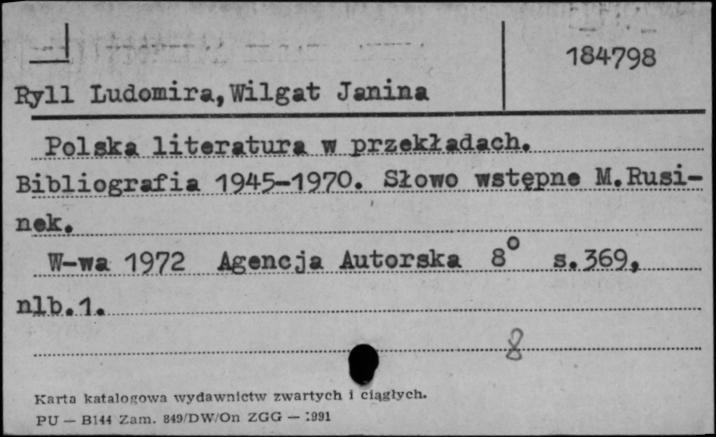 184798
Ryll Ludomira,Wilgat Janina
Polska literatura w przekładach.
Bibliografia 1945-1970. Słowo wstępne M.Rusi-
nek.
W-wa 1972 Agencja Autorska 8° s.369,
nlb.1.
8
Karta katalogowa wydawnictw zwartych i ciągłych.
PU — B144 Zam. 849/DW/On ZGG — 1991